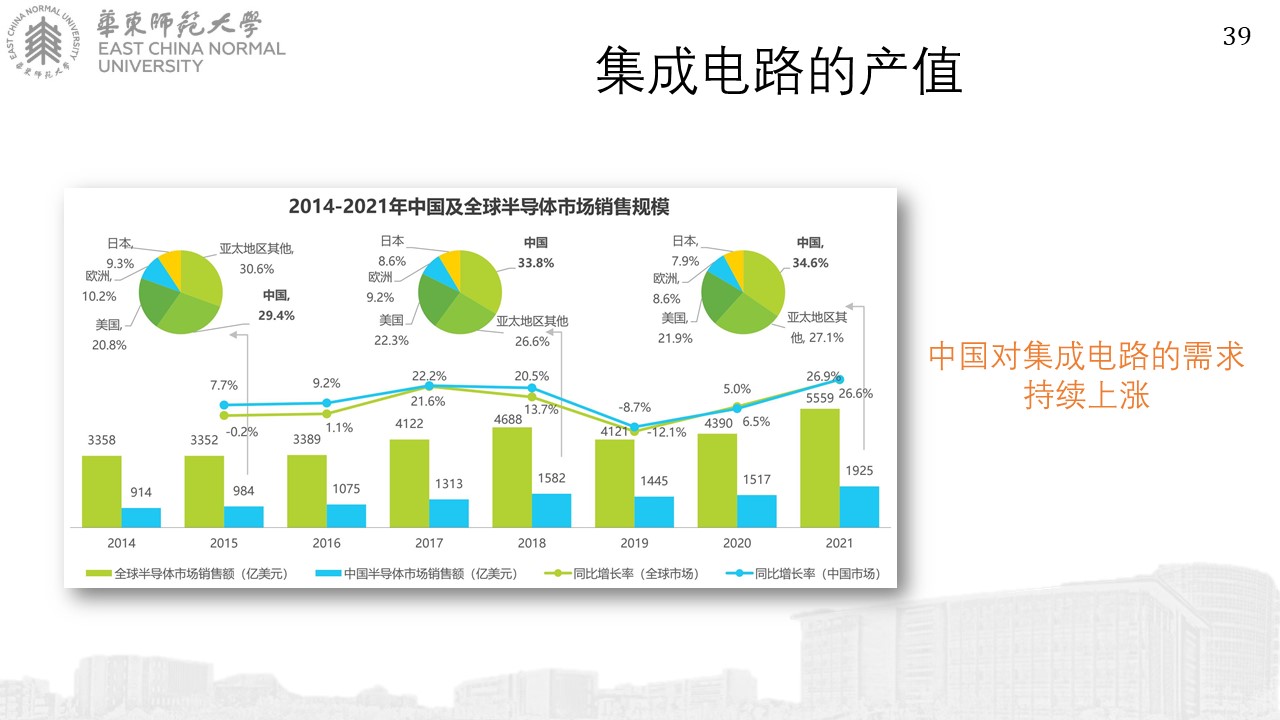 EAST CHINA NORMAL UNIVERSITY
華東師范大學
華東師范大學
EAST CHINA NORMAL
UNIVERSITY
39
集成电路的产值
2014-2021年中国及全球半导体市场销售规模
日本,
9.3%
欧洲,
10.2%
美国,
20.8%
亚太地区其他,
30.6%
中国,
29.4%
日本
8.6%
欧洲
9.2%
美国
22.3%
中国
33.8%
亚太地区其他
26.6%
日本,
7.9%
欧洲,
8.6%
美国,
21.9%
中国,
34.6%
亚太地区其
他, 27.1%
中国对集成电路的需求
持续上涨
7.7%
9.2%
22.2%
20.5%
-8.7%
5.0%
26.9%
-0.2%
1.1%
21.6%
13.7%
-12.1%
6.5%
26.6%
3358
3352
3389
4122
4688
4121
4390
5559
914
984
1075
1313
1582
1445
1517
1925
2014
2015
2016
2017
2018
2019
2020
2021
全球半导体市场销售额（亿美元）
中国半导体市场销售额（亿美元）
同比增长率（全球市场）
同比增长率（中国市场）